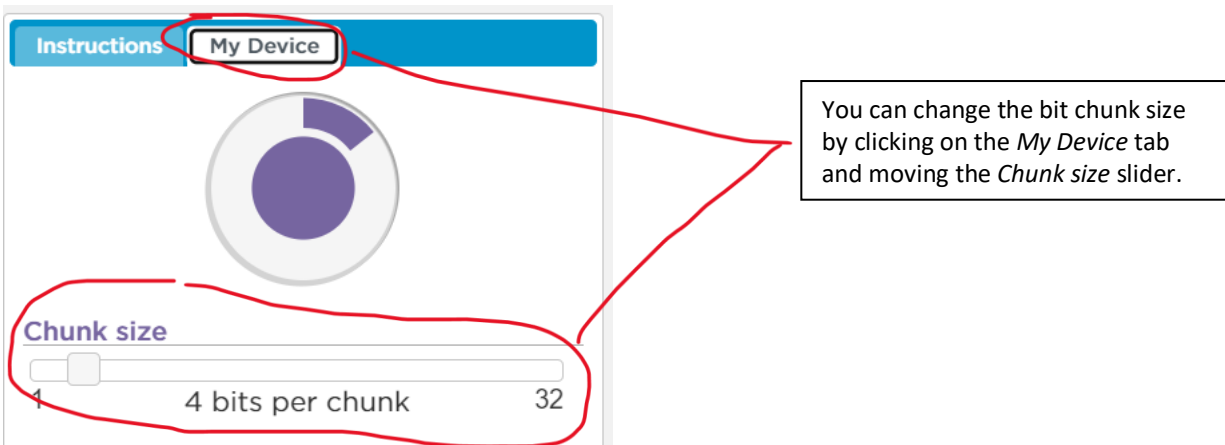 Instructions My Device
You can change the bit chunk size
by clicking on the My Device tab
and moving the Chunk size slider.
Chunk size
1 4 bits per chunk 32